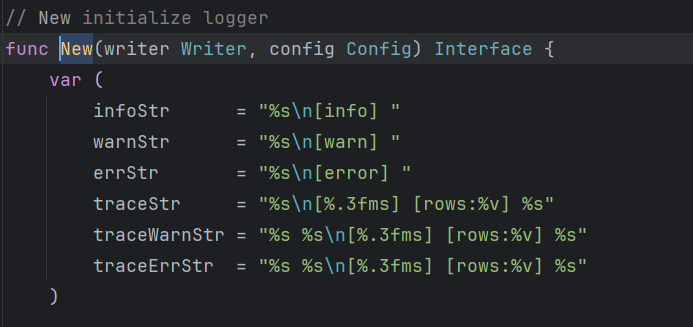 // New initialize logger
func New(writer Writer, config Config) Interface {
    var (
        infoStr      = "%s\n[info] "
        warnStr      = "%s\n[warn] "
        errStr       = "%s\n[error] "
        traceStr     = "%s\n[%.3fms] [rows:%v] %s"
        traceWarnStr = "%s %s\n[%.3fms] [rows:%v] %s"
        traceErrStr  = "%s %s\n[%.3fms] [rows:%v] %s"
    )